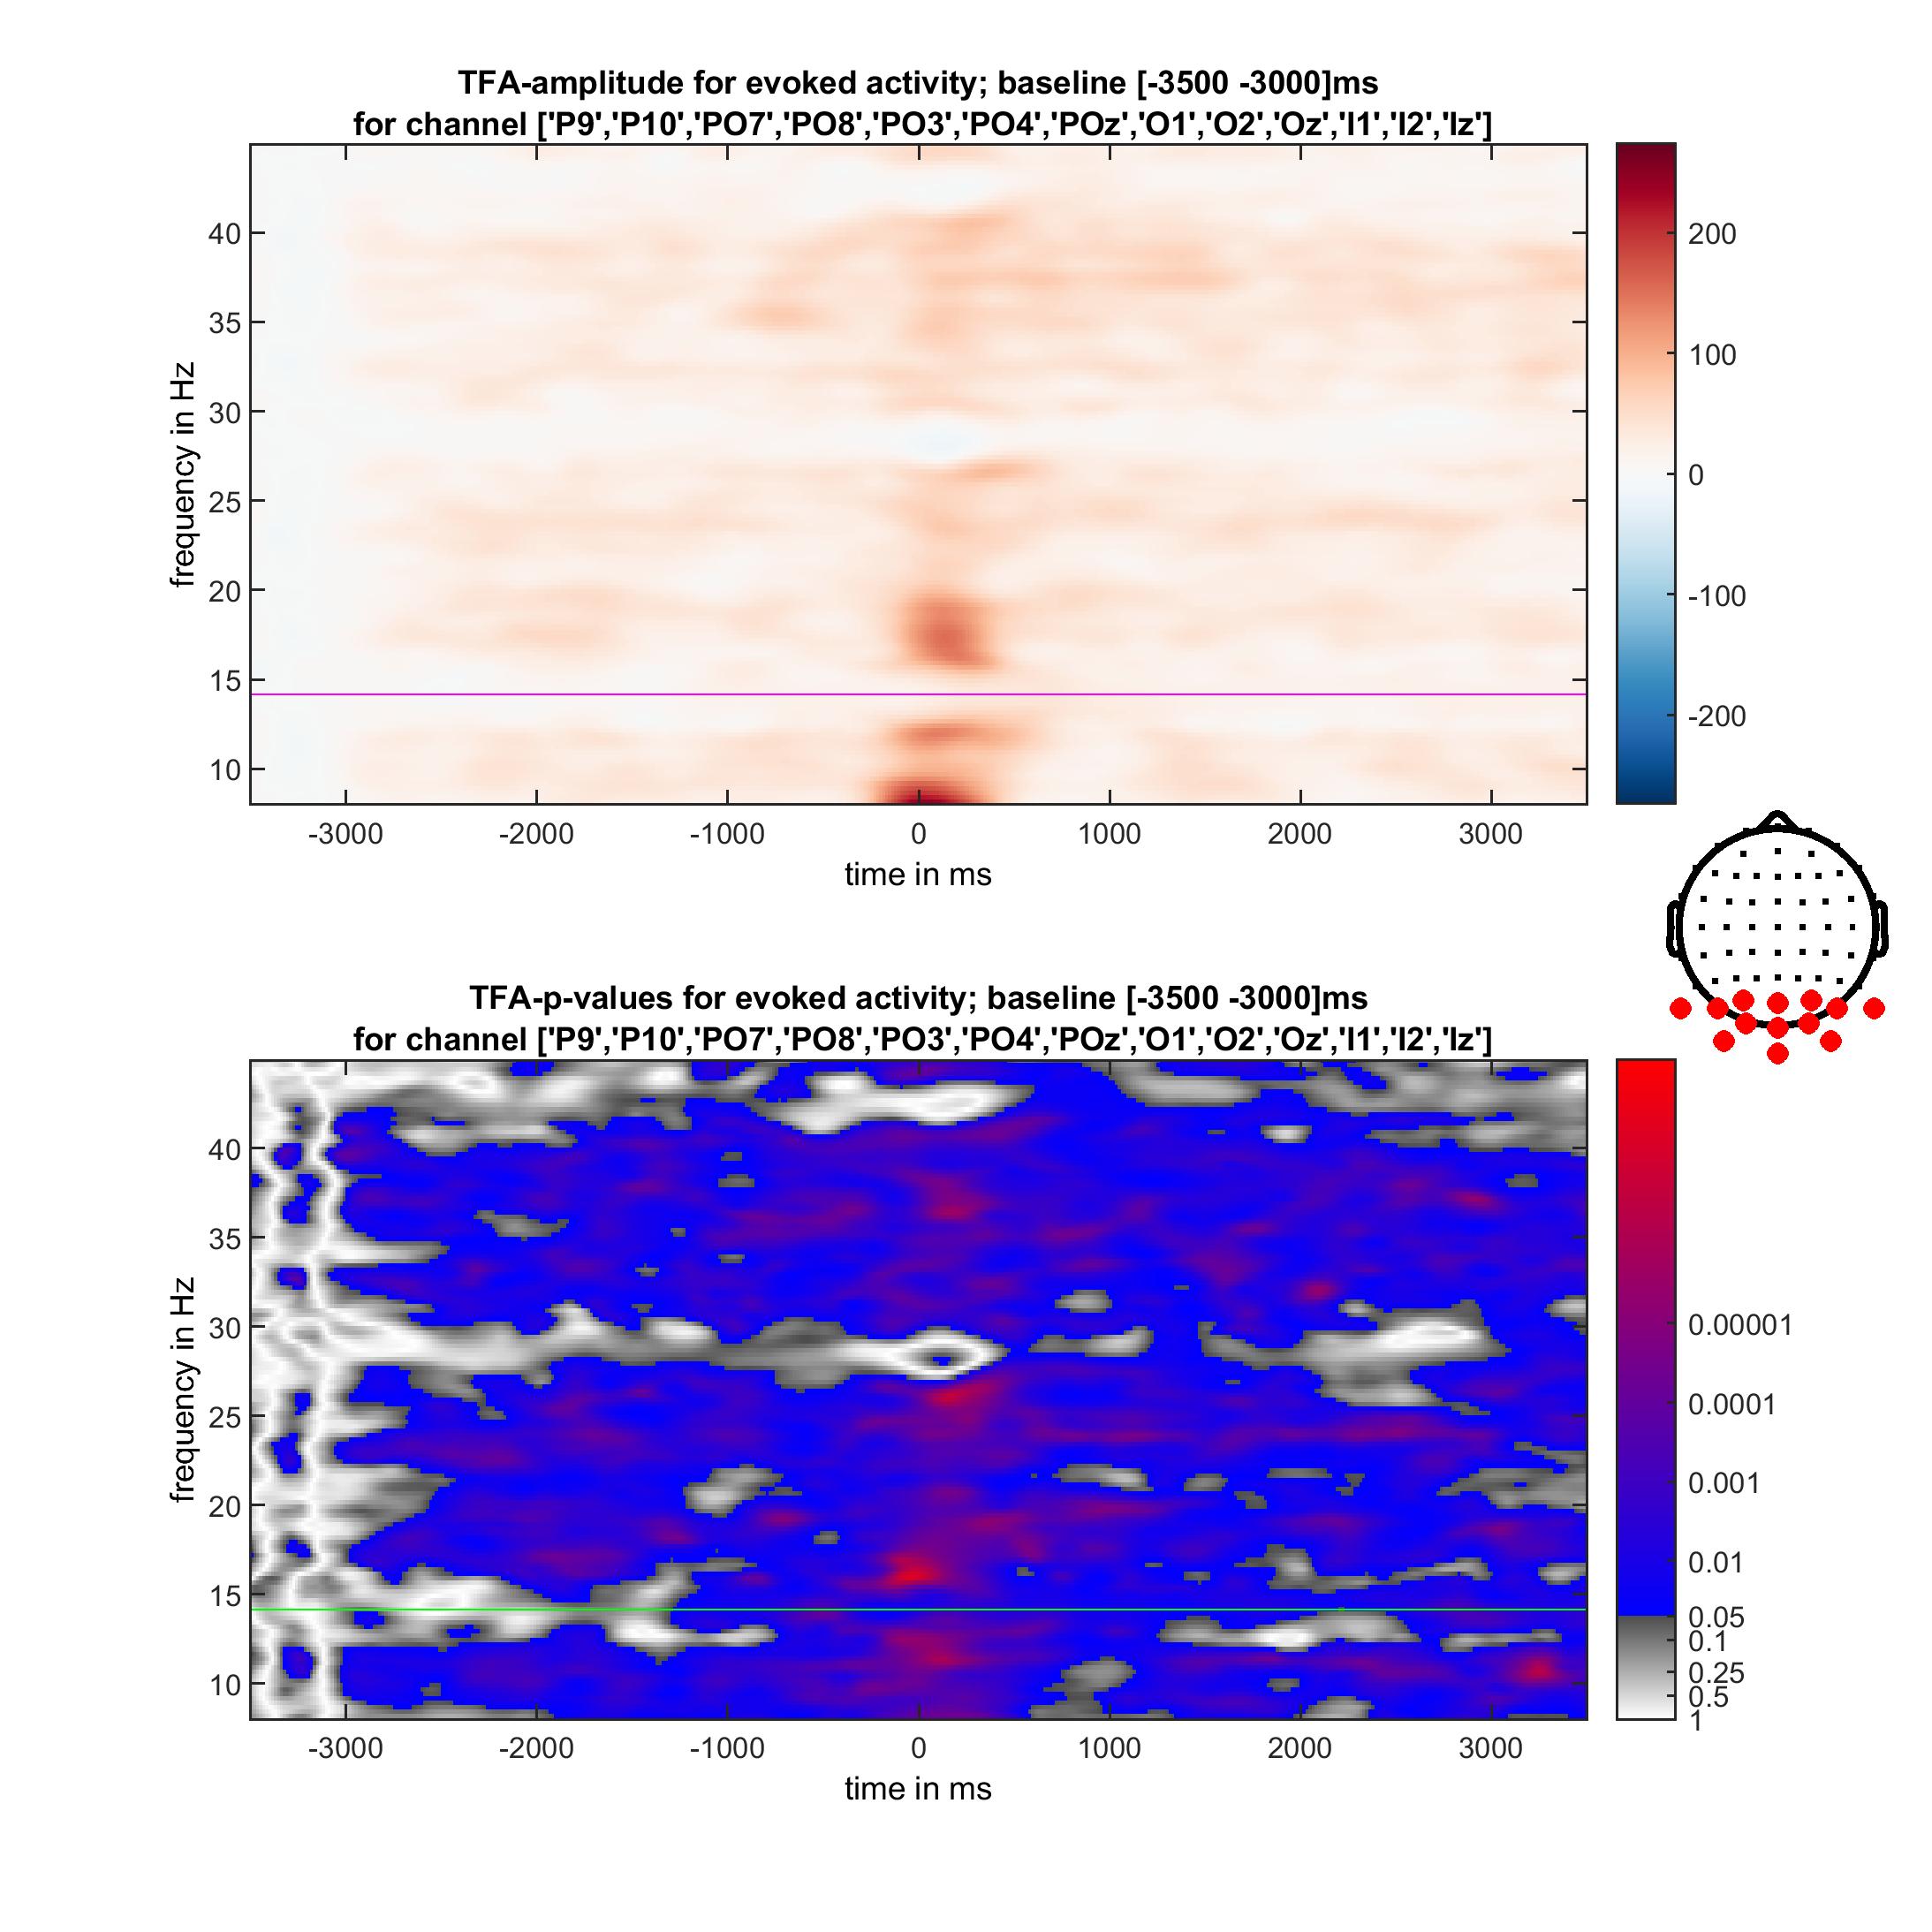 TFA-amplitude for evoked activity; baseline [-3500 -3000]ms
for channel ['P9','P10','PO7','PO8','PO3','PO4','POz','O1','O2','Oz','I1','I2','Iz']
frequency in Hz
40
35
30
25
20
15
10
-3000 -2000 -1000 0 1000 2000 3000
time in ms
200
100
0
-100
-200
TFA-p-values for evoked activity; baseline [-3500 -3000]ms
for channel ['P9','P10','PO7','PO8','PO3','PO4','POz','O1','O2','Oz','I1','I2','Iz']
frequency in Hz
40
35
30
25
20
15
10
-3000 -2000 -1000 0 1000 2000 3000
time in ms
0.00001
0.0001
0.001
0.01
0.05
0.1
0.25
0.5
1